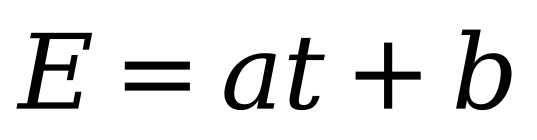 E = at + b